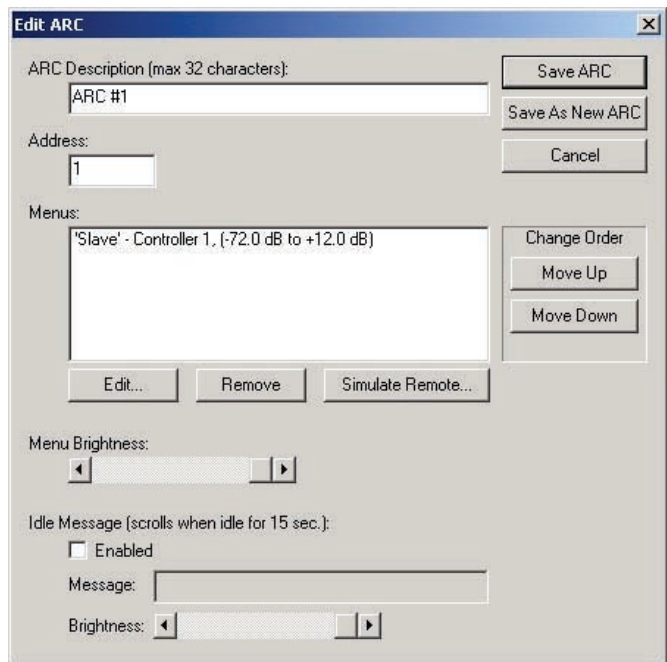 Edit ARC
ARC Description (max 32 characters):
ARC #1
Save ARC
Save As New ARC
Cancel
Address:
1
Menus:
'Slave' - Controller 1, (-72.0 dB to +12.0 dB)
Change Order
Move Up
Move Down
Edit...
Remove
Simulate Remote...
Menu Brightness:
Idle Message (scrolls when idle for 15 sec.):
Enabled
Message:
Brightness: